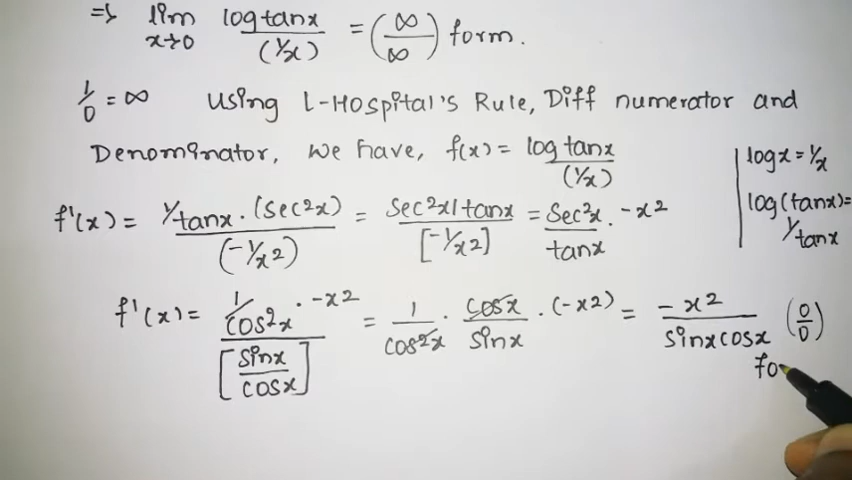 => lim x→0 log tanx / (1/x) = (∞/∞) form.
1/0 = ∞ Using L-Hospital's Rule, Diff numerator and
Denominator, we have, f(x) = log tanx / (1/x)
logx = 1/x
log(tanx) =
1/tanx
f'(x) = 1/tanx . (sec²x) / (-1/x2) = sec²x/tanx / [-1/x2] = sec²x / tanx . -x²
f'(x) = 1/cos²x . -x2 / [sinx / cosx] = 1 / cos²x . cosx / sinx . (-x2) = -x² / sinx cosx (0/0)
fo